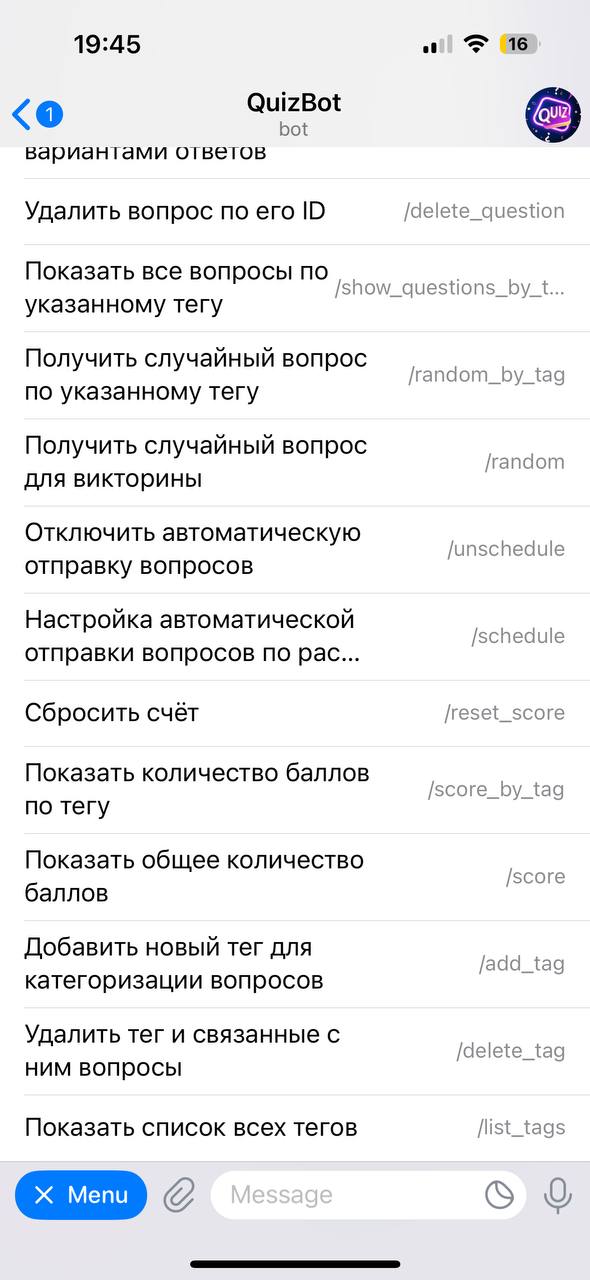 19:45
16
1
QuizBot
bot
QUIZ
вариантами ответов
Удалить вопрос по его ID /delete_question
Показать все вопросы по
указанному тегу /show_questions_by_t...
Получить случайный вопрос
по указанному тегу /random_by_tag
Получить случайный вопрос
для викторины /random
Отключить автоматическую
отправку вопросов /unschedule
Настройка автоматической
отправки вопросов по рас... /schedule
Сбросить счёт /reset_score
Показать количество баллов
по тегу /score_by_tag
Показать общее количество
баллов /score
Добавить новый тег для
категоризации вопросов /add_tag
Удалить тег и связанные с
ним вопросы /delete_tag
Показать список всех тегов /list_tags
Menu
Message